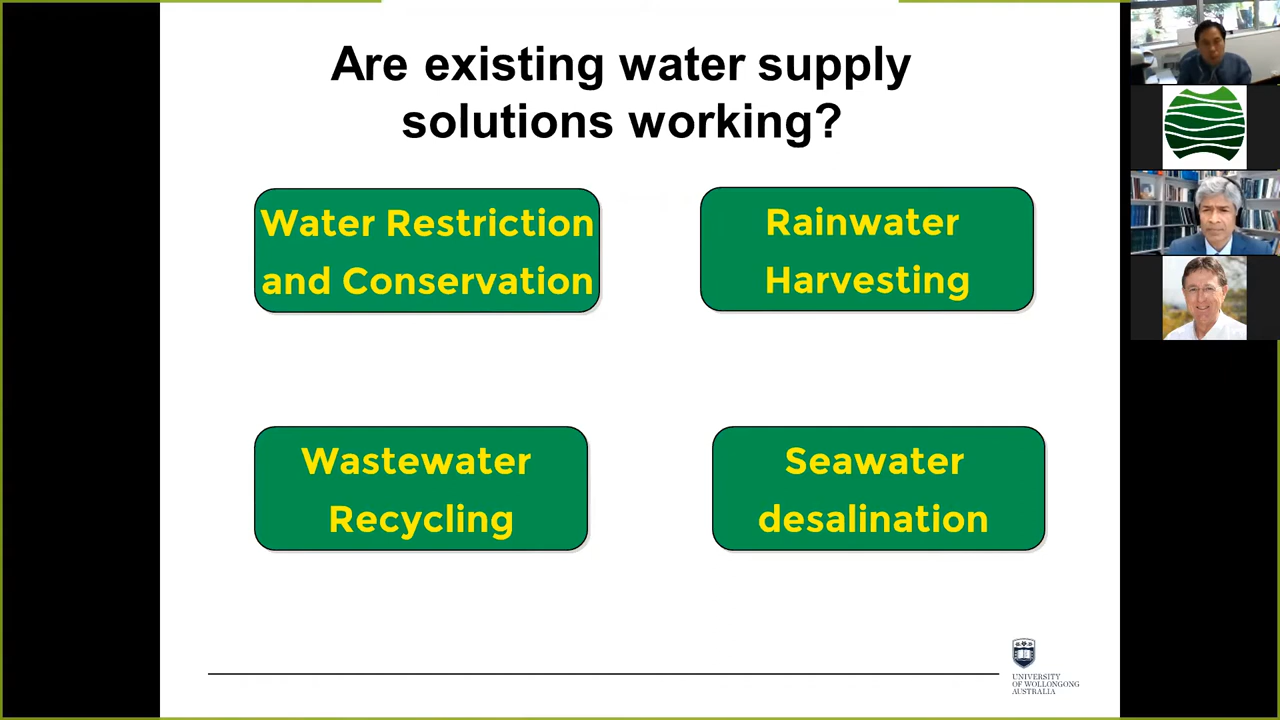 Are existing water supply
solutions working?
Water Restriction
and Conservation
Rainwater
Harvesting
Wastewater
Recycling
Seawater
desalination
UNIVERSITY
OF WOLLONGONG
AUSTRALIA